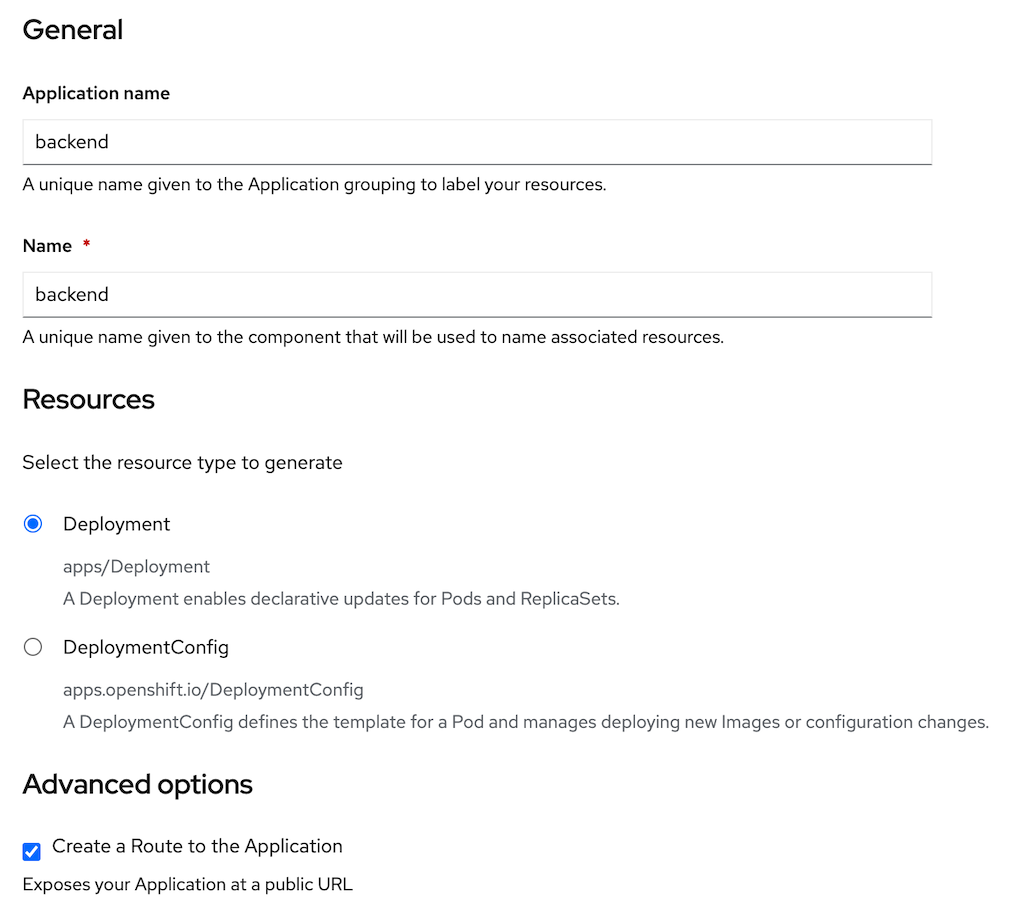 General
Application name
backend
A unique name given to the Application grouping to label your resources.
Name *
backend
A unique name given to the component that will be used to name associated resources.
Resources
Select the resource type to generate
Deployment
apps/Deployment
A Deployment enables declarative updates for Pods and ReplicaSets.
DeploymentConfig
apps.openshift.io/DeploymentConfig
A DeploymentConfig defines the template for a Pod and manages deploying new Images or configuration changes.
Advanced options
Create a Route to the Application
Exposes your Application at a public URL